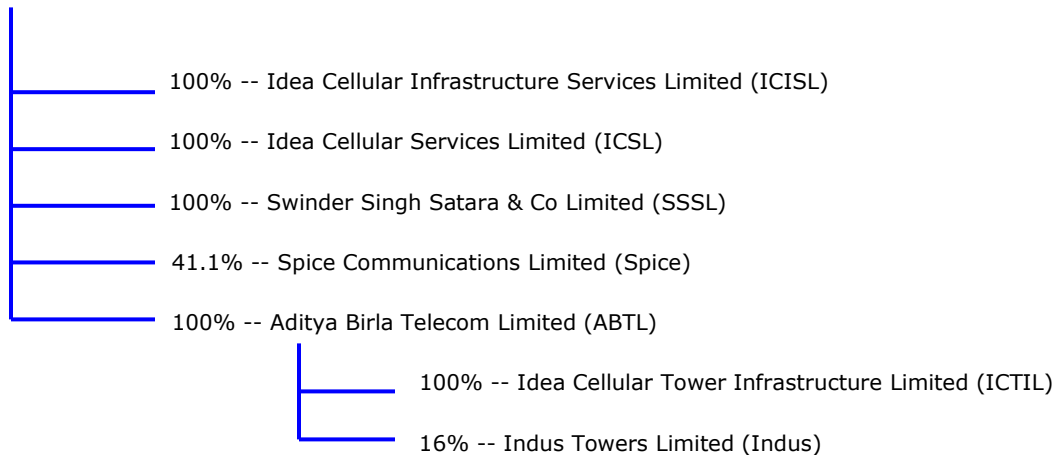 100% -- Idea Cellular Infrastructure Services Limited (ICISL)
100% -- Idea Cellular Services Limited (ICSL)
100% -- Swinder Singh Satara & Co Limited (SSSL)
41.1% -- Spice Communications Limited (Spice)
100% -- Aditya Birla Telecom Limited (ABTL)
100% -- Idea Cellular Tower Infrastructure Limited (ICTIL)
16% -- Indus Towers Limited (Indus)